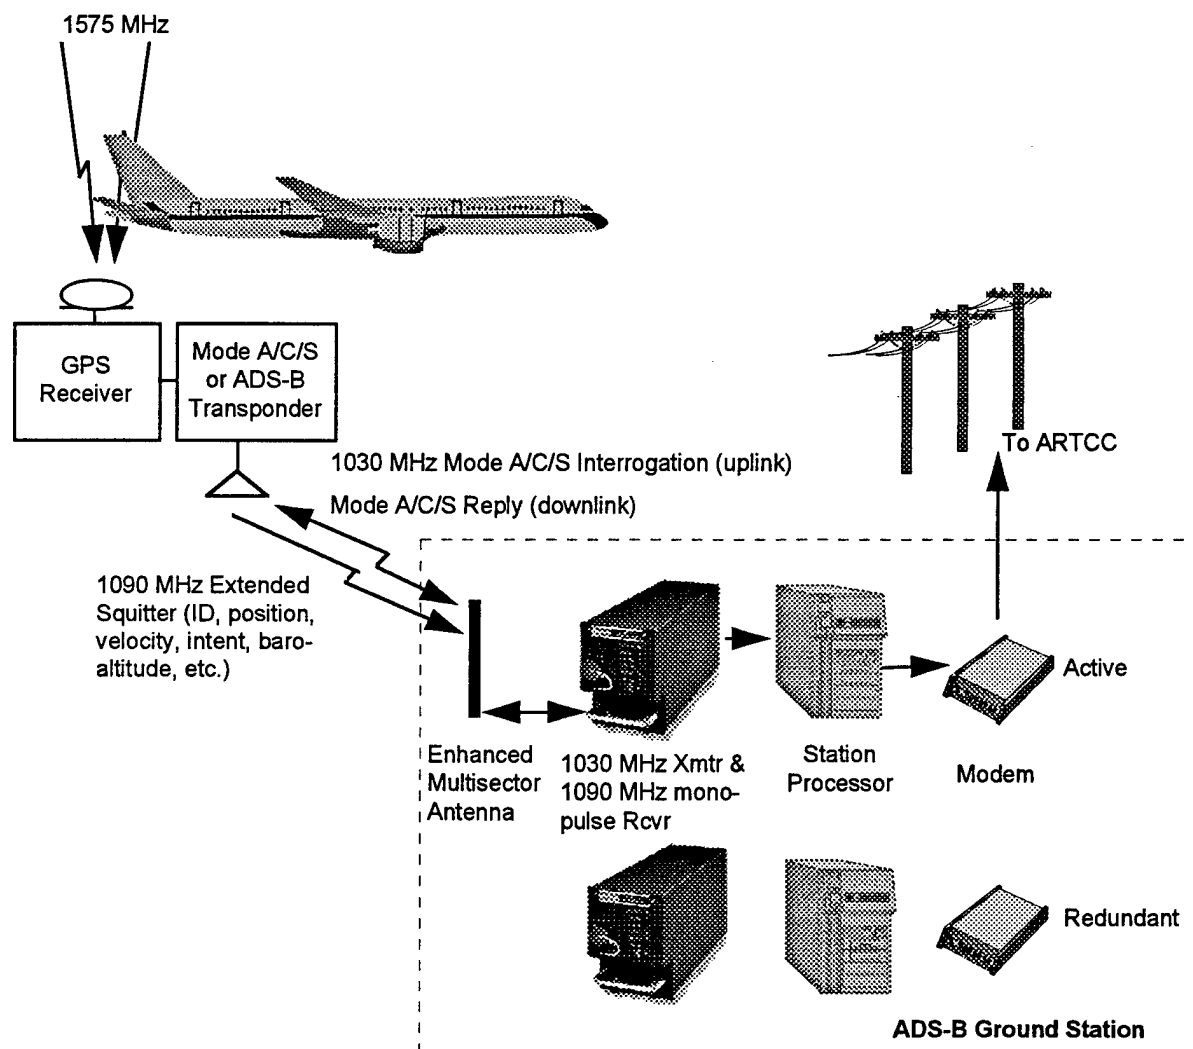 1575 MHz
GPS
Receiver
Mode A/C/S
or ADS-B
Transponder
To ARTCC
1030 MHz Mode A/C/S Interrogation (uplink)
Mode A/C/S Reply (downlink)
1090 MHz Extended
Squitter (ID, position,
velocity, intent, baro-
altitude, etc.)
Active
Enhanced
Multisector
Antenna
1030 MHz Xmtr &
1090 MHz mono-
pulse Rcvr
Station
Processor
Modem
Redundant
ADS-B Ground Station